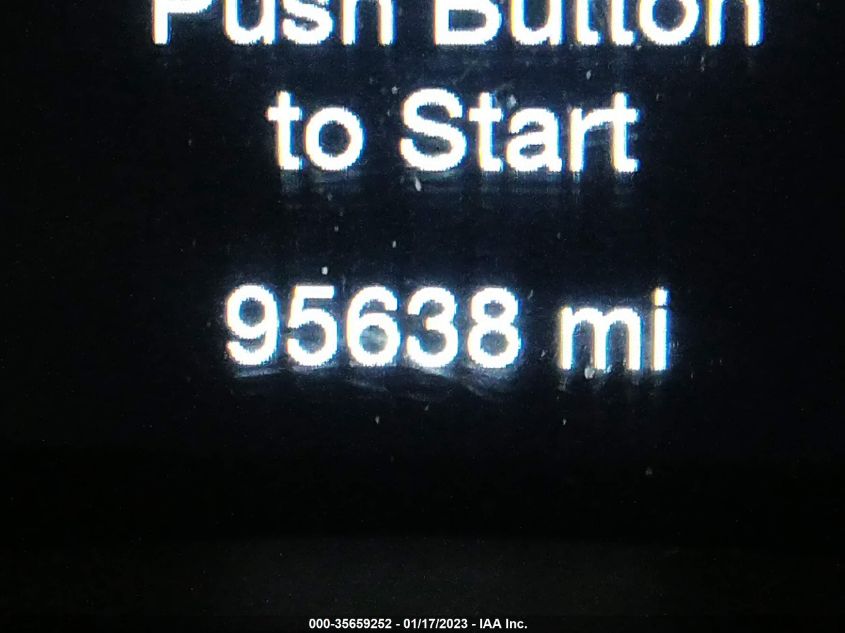 Push Button
to Start
95638 mi
000-35659252 - 01/17/2023 - IAA Inc.